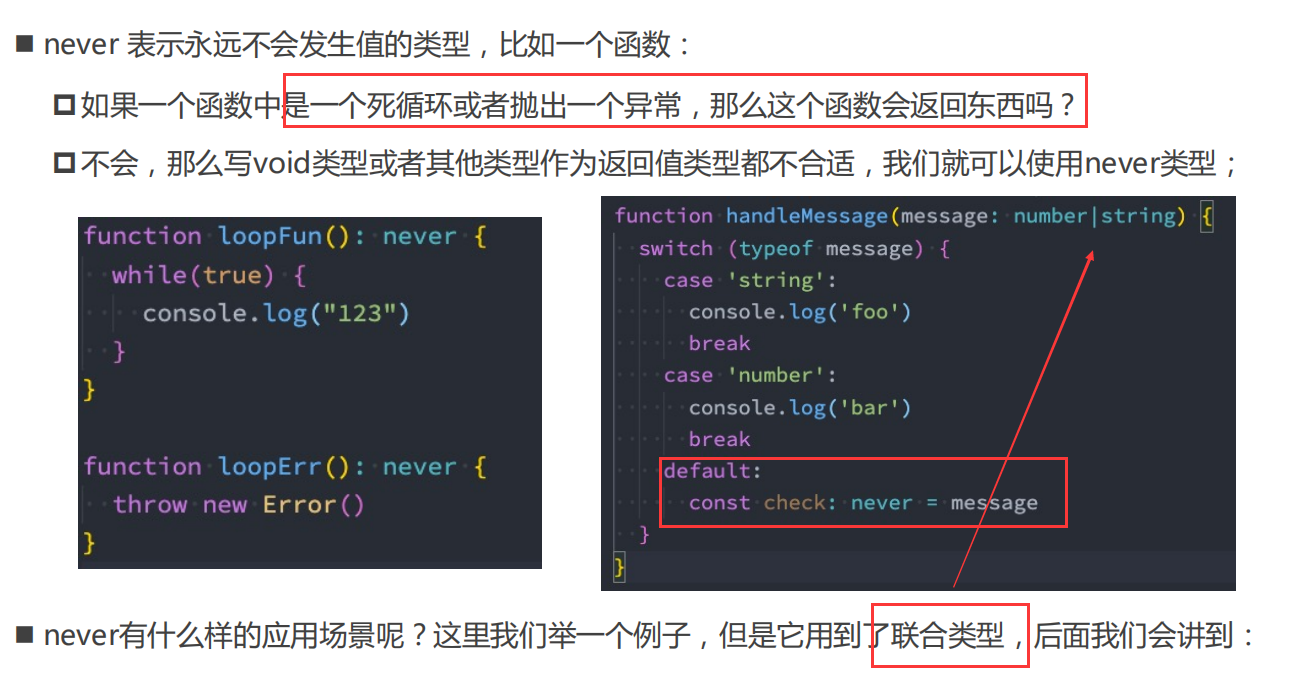 never 表示永远不会发生值的类型，比如一个函数：
如果一个函数中是一个死循环或者抛出一个异常，那么这个函数会返回东西吗？
不会，那么写void类型或者其他类型作为返回值类型都不合适，我们就可以使用never类型；
function loopFun(): never {
  while(true) {
    console.log("123")
  }
}
function loopErr(): never {
  throw new Error()
}
function handleMessage(message: number|string) {
  switch (typeof message) {
    case 'string':
      console.log('foo')
      break
    case 'number':
      console.log('bar')
      break
    default:
      const check: never = message
  }
}
never有什么样的应用场景呢？这里我们举一个例子，但是它用到了联合类型，后面我们会讲到：